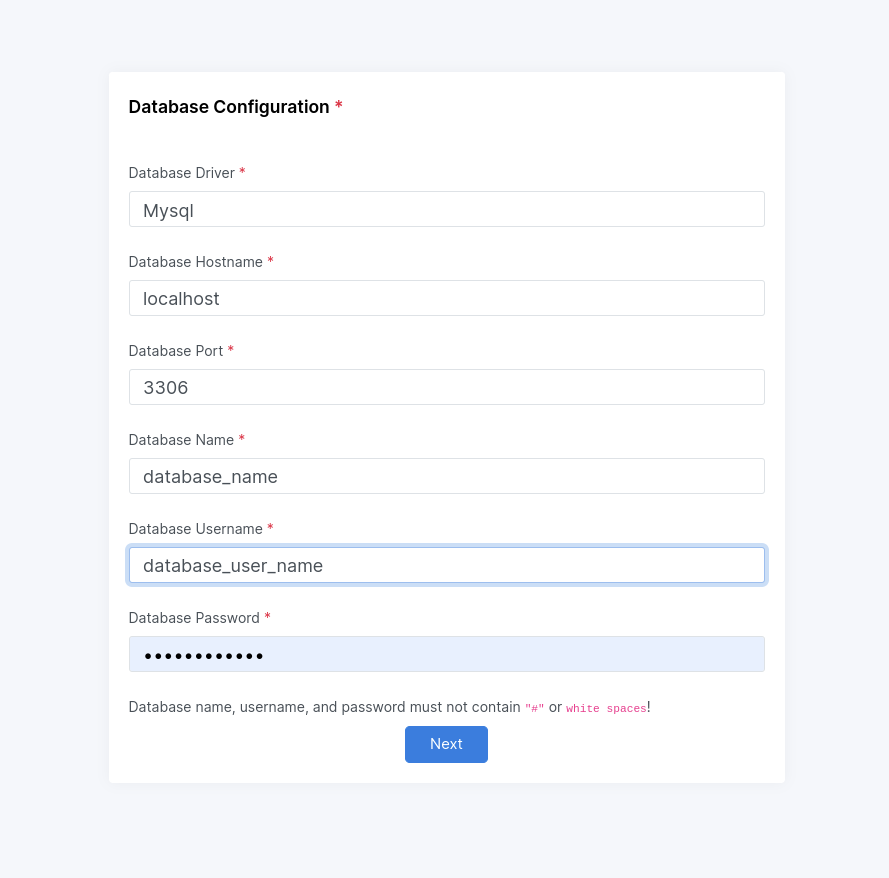 Database Configuration *
Database Driver *
Mysql
Database Hostname *
localhost
Database Port *
3306
Database Name *
database_name
Database Username *
database_user_name
Database Password *
••••••••••••
Database name, username, and password must not contain "#" or white spaces!
Next